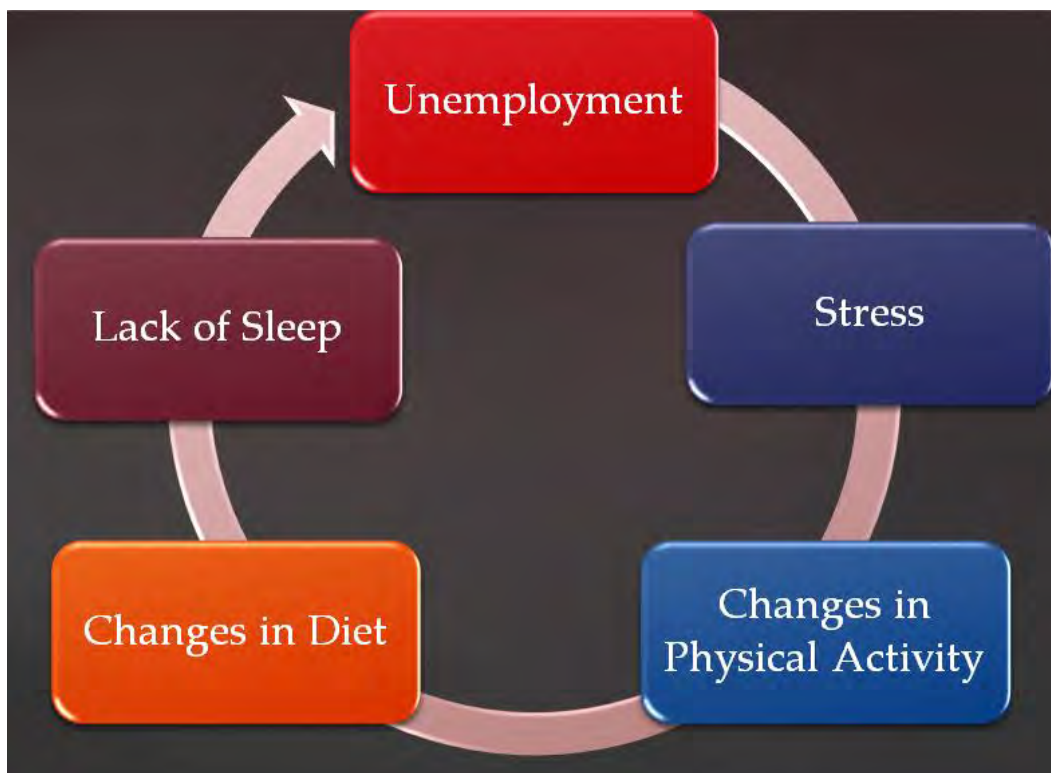 Unemployment
Stress
Changes in
Physical Activity
Changes in Diet
Lack of Sleep